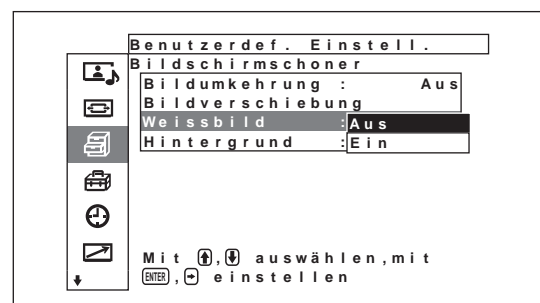 Benutzerdef. Einstell.
Bildschirmschoner
Bildumkehrung : Aus
Bildverschiebung
Weissbild :Aus
Hintergrund :Ein
Mit ,  auswählen,mit
ENTER ,  einstellen